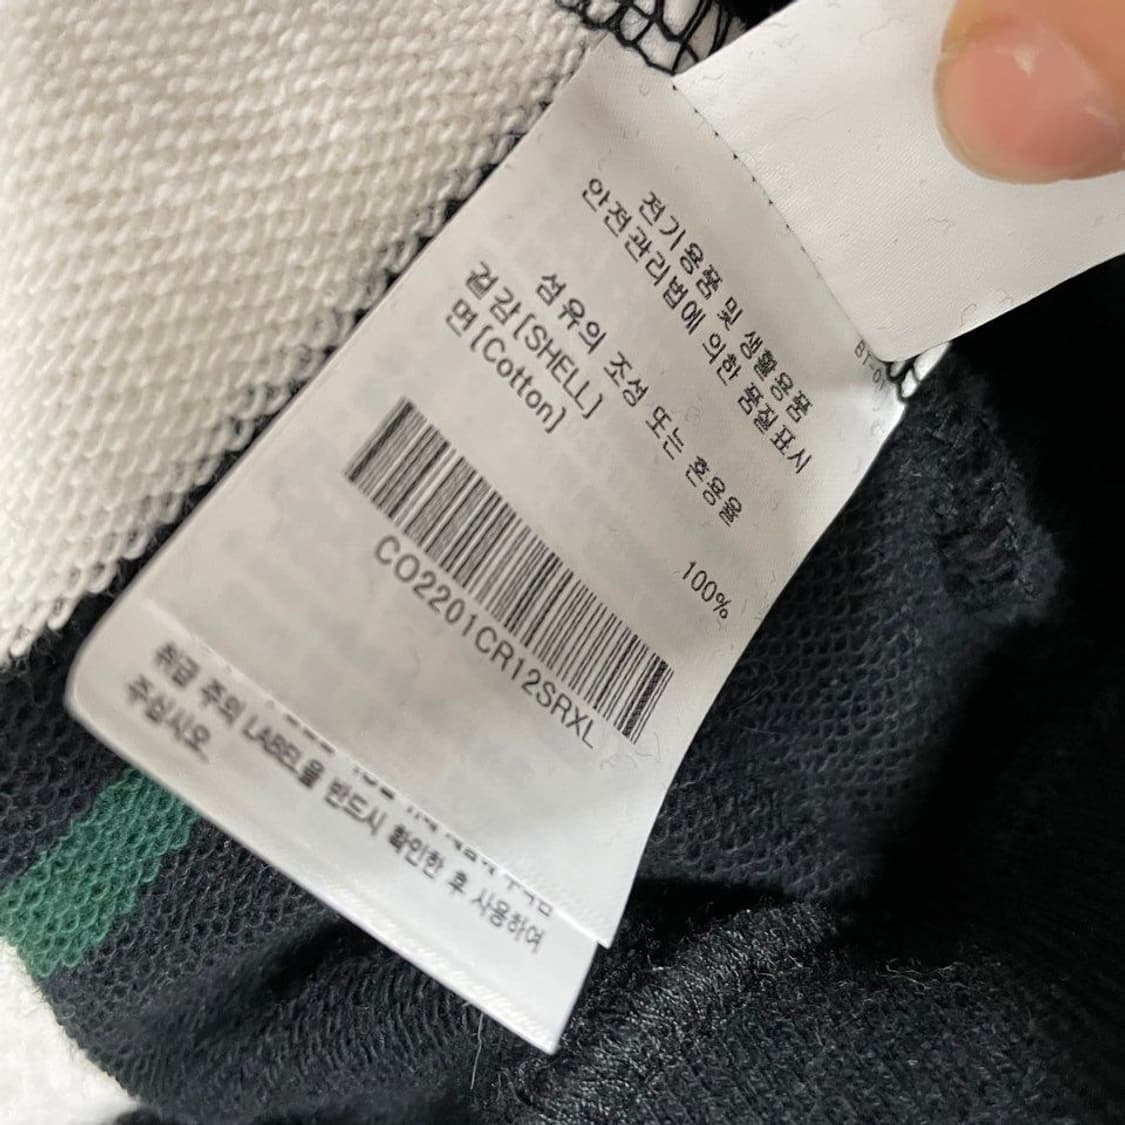 전기용품 및 생활용품
안전관리법에 의한 품질표시
섬유의 조성 또는 혼용율
겉감[SHELL]
면[Cotton] 100%
CO2201CR12SRXL
BT-01
취급 주의 LABEL을 반드시 확인한 후 사용하여
주십시오.